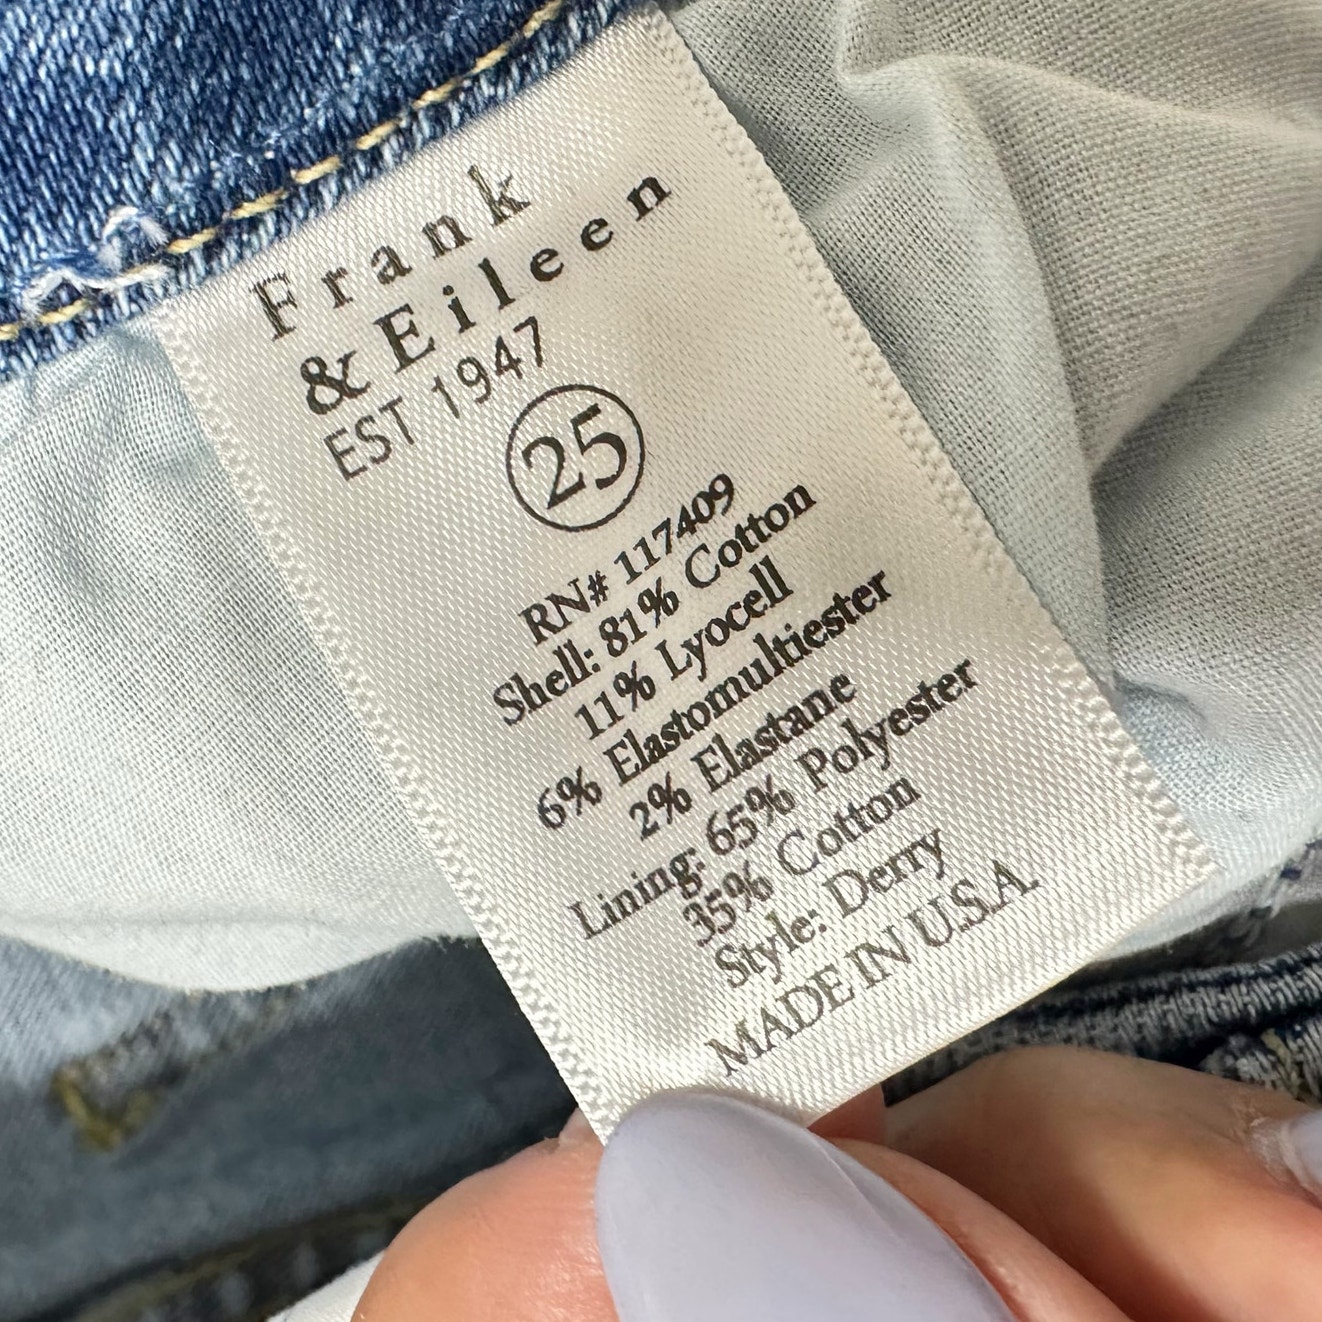 Frank
& Eileen
EST 1947
25
RN# 117409
Shell: 81% Cotton
11% Lyocell
6% Elastomultiester
2% Elastane
Lining: 65% Polyester
35% Cotton
Style: Derry
MADE IN U.S.A.